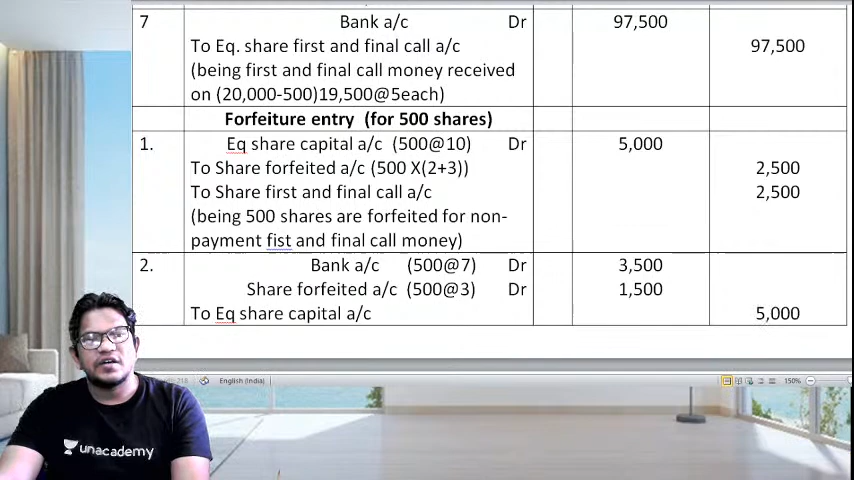 7 Bank a/c Dr 97,500
To Eq. share first and final call a/c 97,500
(being first and final call money received
on (20,000-500)19,500@5each)
Forfeiture entry (for 500 shares)
1. Eq share capital a/c (500@10) Dr 5,000
To Share forfeited a/c (500 X(2+3)) 2,500
To Share first and final call a/c 2,500
(being 500 shares are forfeited for non-
payment fist and final call money)
2. Bank a/c (500@7) Dr 3,500
Share forfeited a/c (500@3) Dr 1,500
To Eq share capital a/c 5,000
English (India) 150%
unacademy